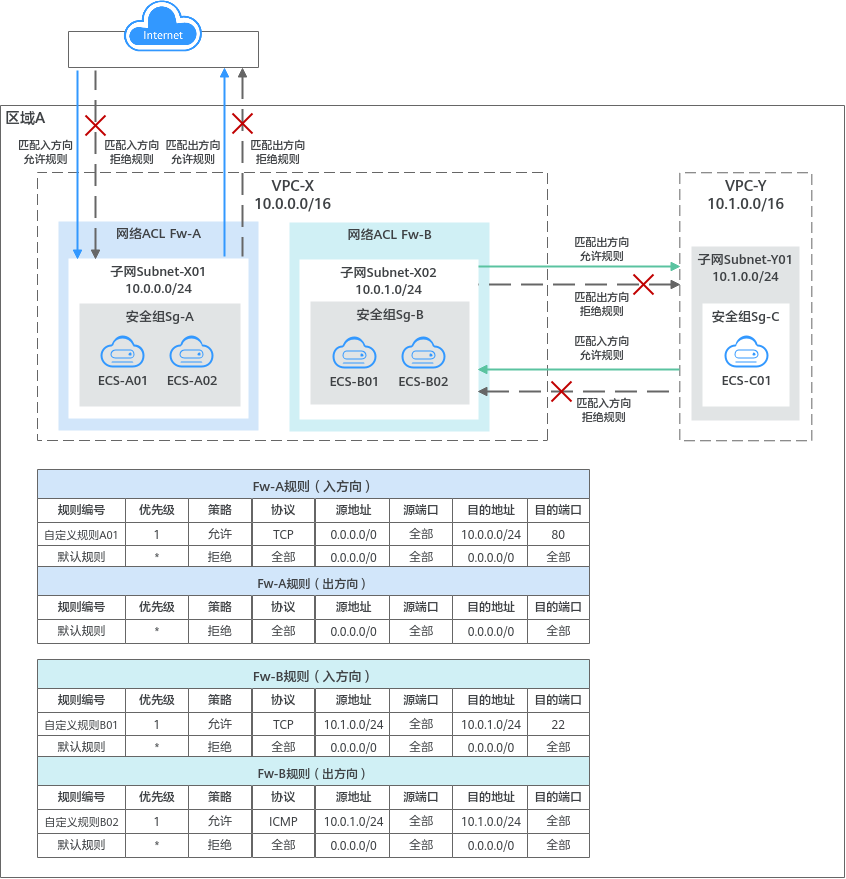 Internet
区域A
匹配入方向
允许规则
匹配入方向
拒绝规则
匹配出方向
允许规则
匹配出方向
拒绝规则
VPC-X
10.0.0.0/16
VPC-Y
10.1.0.0/16
网络ACL Fw-A
子网Subnet-X01
10.0.0.0/24
安全组Sg-A
ECS-A01 ECS-A02
网络ACL Fw-B
子网Subnet-X02
10.0.1.0/24
安全组Sg-B
ECS-B01 ECS-B02
匹配出方向
允许规则
匹配出方向
拒绝规则
匹配入方向
允许规则
匹配入方向
拒绝规则
子网Subnet-Y01
10.1.0.0/24
安全组Sg-C
ECS-C01
Fw-A规则（入方向）
规则编号 优先级 策略 协议 源地址 源端口 目的地址 目的端口
自定义规则A01 1 允许 TCP 0.0.0.0/0 全部 10.0.0.0/24 80
默认规则 * 拒绝 全部 0.0.0.0/0 全部 0.0.0.0/0 全部
Fw-A规则（出方向）
规则编号 优先级 策略 协议 源地址 源端口 目的地址 目的端口
默认规则 * 拒绝 全部 0.0.0.0/0 全部 0.0.0.0/0 全部
Fw-B规则（入方向）
规则编号 优先级 策略 协议 源地址 源端口 目的地址 目的端口
自定义规则B01 1 允许 TCP 10.1.0.0/24 全部 10.0.1.0/24 22
默认规则 * 拒绝 全部 0.0.0.0/0 全部 0.0.0.0/0 全部
Fw-B规则（出方向）
规则编号 优先级 策略 协议 源地址 源端口 目的地址 目的端口
自定义规则B02 1 允许 ICMP 10.0.1.0/24 全部 10.1.0.0/24 全部
默认规则 * 拒绝 全部 0.0.0.0/0 全部 0.0.0.0/0 全部